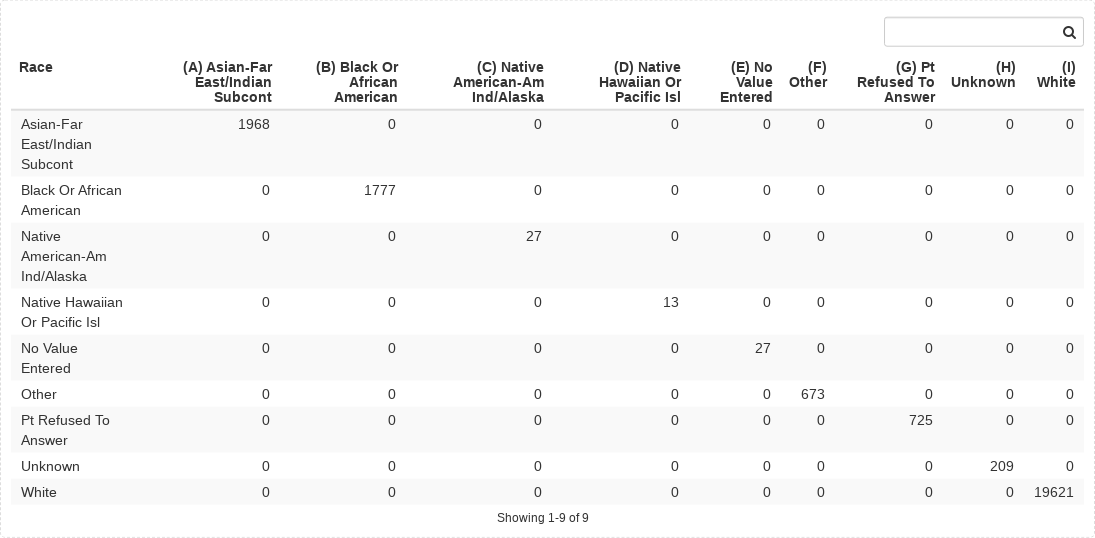 Race (A) Asian-Far East/Indian Subcont (B) Black Or African American (C) Native American-Am Ind/Alaska (D) Native Hawaiian Or Pacific Isl (E) No Value Entered (F) Other (G) Pt Refused To Answer (H) Unknown (I) White
Asian-Far East/Indian Subcont 1968 0 0 0 0 0 0 0 0
Black Or African American 0 1777 0 0 0 0 0 0 0
Native American-Am Ind/Alaska 0 0 27 0 0 0 0 0 0
Native Hawaiian Or Pacific Isl 0 0 0 13 0 0 0 0 0
No Value Entered 0 0 0 0 27 0 0 0 0
Other 0 0 0 0 0 673 0 0 0
Pt Refused To Answer 0 0 0 0 0 0 725 0 0
Unknown 0 0 0 0 0 0 0 209 0
White 0 0 0 0 0 0 0 0 19621
Showing 1-9 of 9